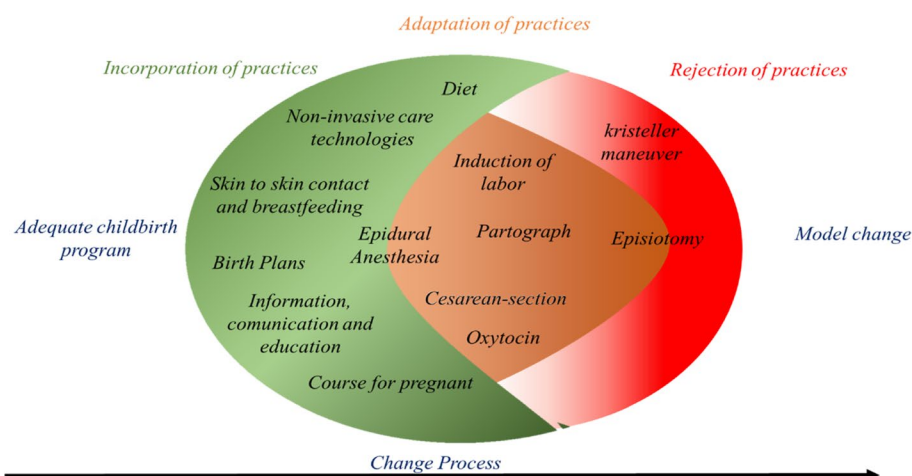 Adaptation of practices
Incorporation of practices
Rejection of practices
Diet
Non-invasive care
technologies
kristeller
maneuver
Induction of
labor
Skin to skin contact
and breastfeeding
Adequate childbirth
program
Epidural
Anesthesia
Partograph
Episiotomy
Model change
Birth Plans
Information,
comunication and
education
Cesarean-section
Oxytocin
Course for pregnant
Change Process